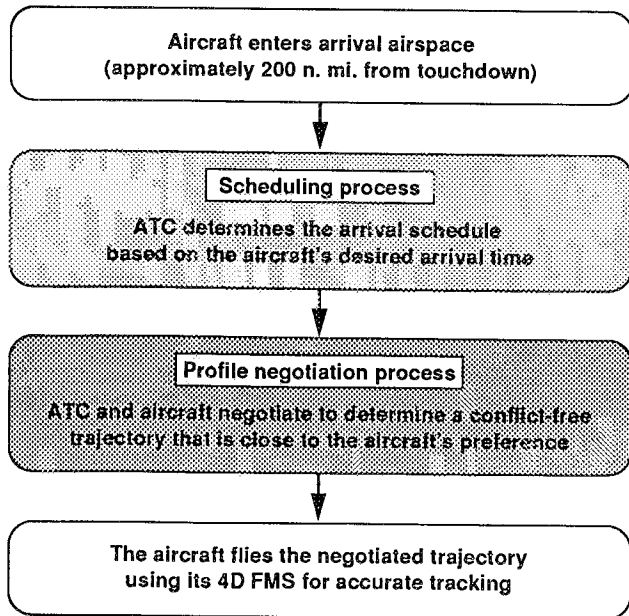 Aircraft enters arrival airspace
(approximately 200 n. mi. from touchdown)
Scheduling process
ATC determines the arrival schedule
based on the aircraft's desired arrival time
Profile negotiation process
ATC and aircraft negotiate to determine a conflict-free
trajectory that is close to the aircraft's preference
The aircraft flies the negotiated trajectory
using its 4D FMS for accurate tracking